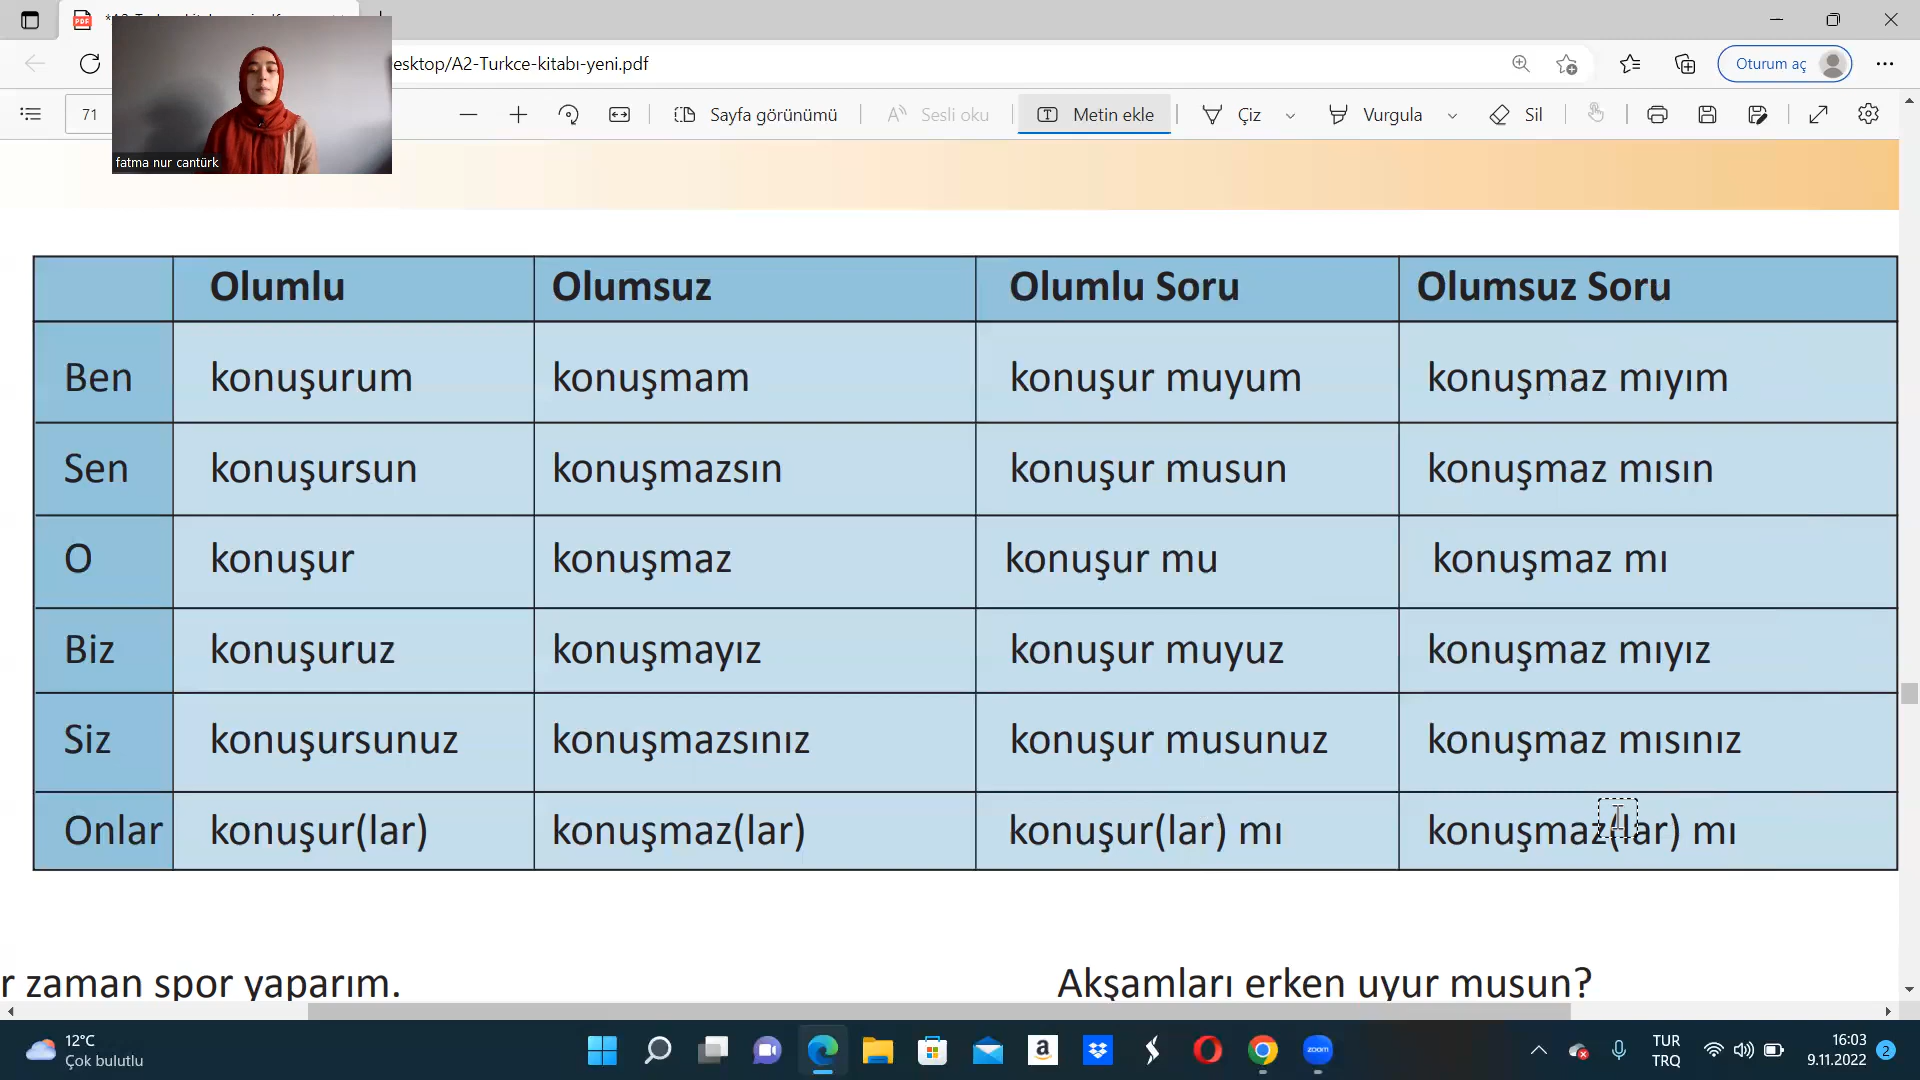 esktop/A2-Turkce-kitabı-yeni.pdf
Oturum aç
71
Sayfa görünümü
Sesli oku
Metin ekle
Çiz
Vurgula
Sil
fatma nur cantürk
Olumlu Olumsuz Olumlu Soru Olumsuz Soru
Ben konuşurum konuşmam konuşur muyum konuşmaz mıyım
Sen konuşursun konuşmazsın konuşur musun konuşmaz mısın
O konuşur konuşmaz konuşur mu konuşmaz mı
Biz konuşuruz konuşmayız konuşur muyuz konuşmaz mıyız
Siz konuşursunuz konuşmazsınız konuşur musunuz konuşmaz mısınız
Onlar konuşur(lar) konuşmaz(lar) konuşur(lar) mı konuşmaz(lar) mı
r zaman spor yaparım. Akşamları erken uyur musun?
12°C
Çok bulutlu
zoom
TUR
TRQ
16:03
9.11.2022
2